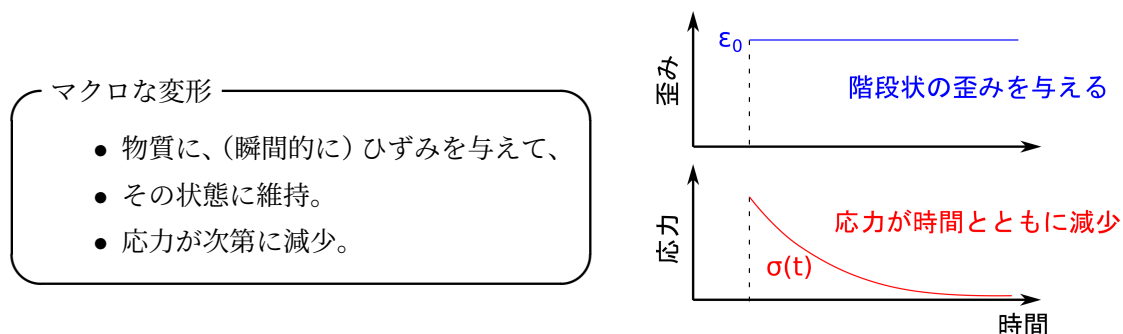 マクロな変形
● 物質に、(瞬間的に) ひずみを与えて、
● その状態に維持。
● 応力が次第に減少。
歪み
ε0
階段状の歪みを与える
応力
応力が時間とともに減少
σ(t)
時間